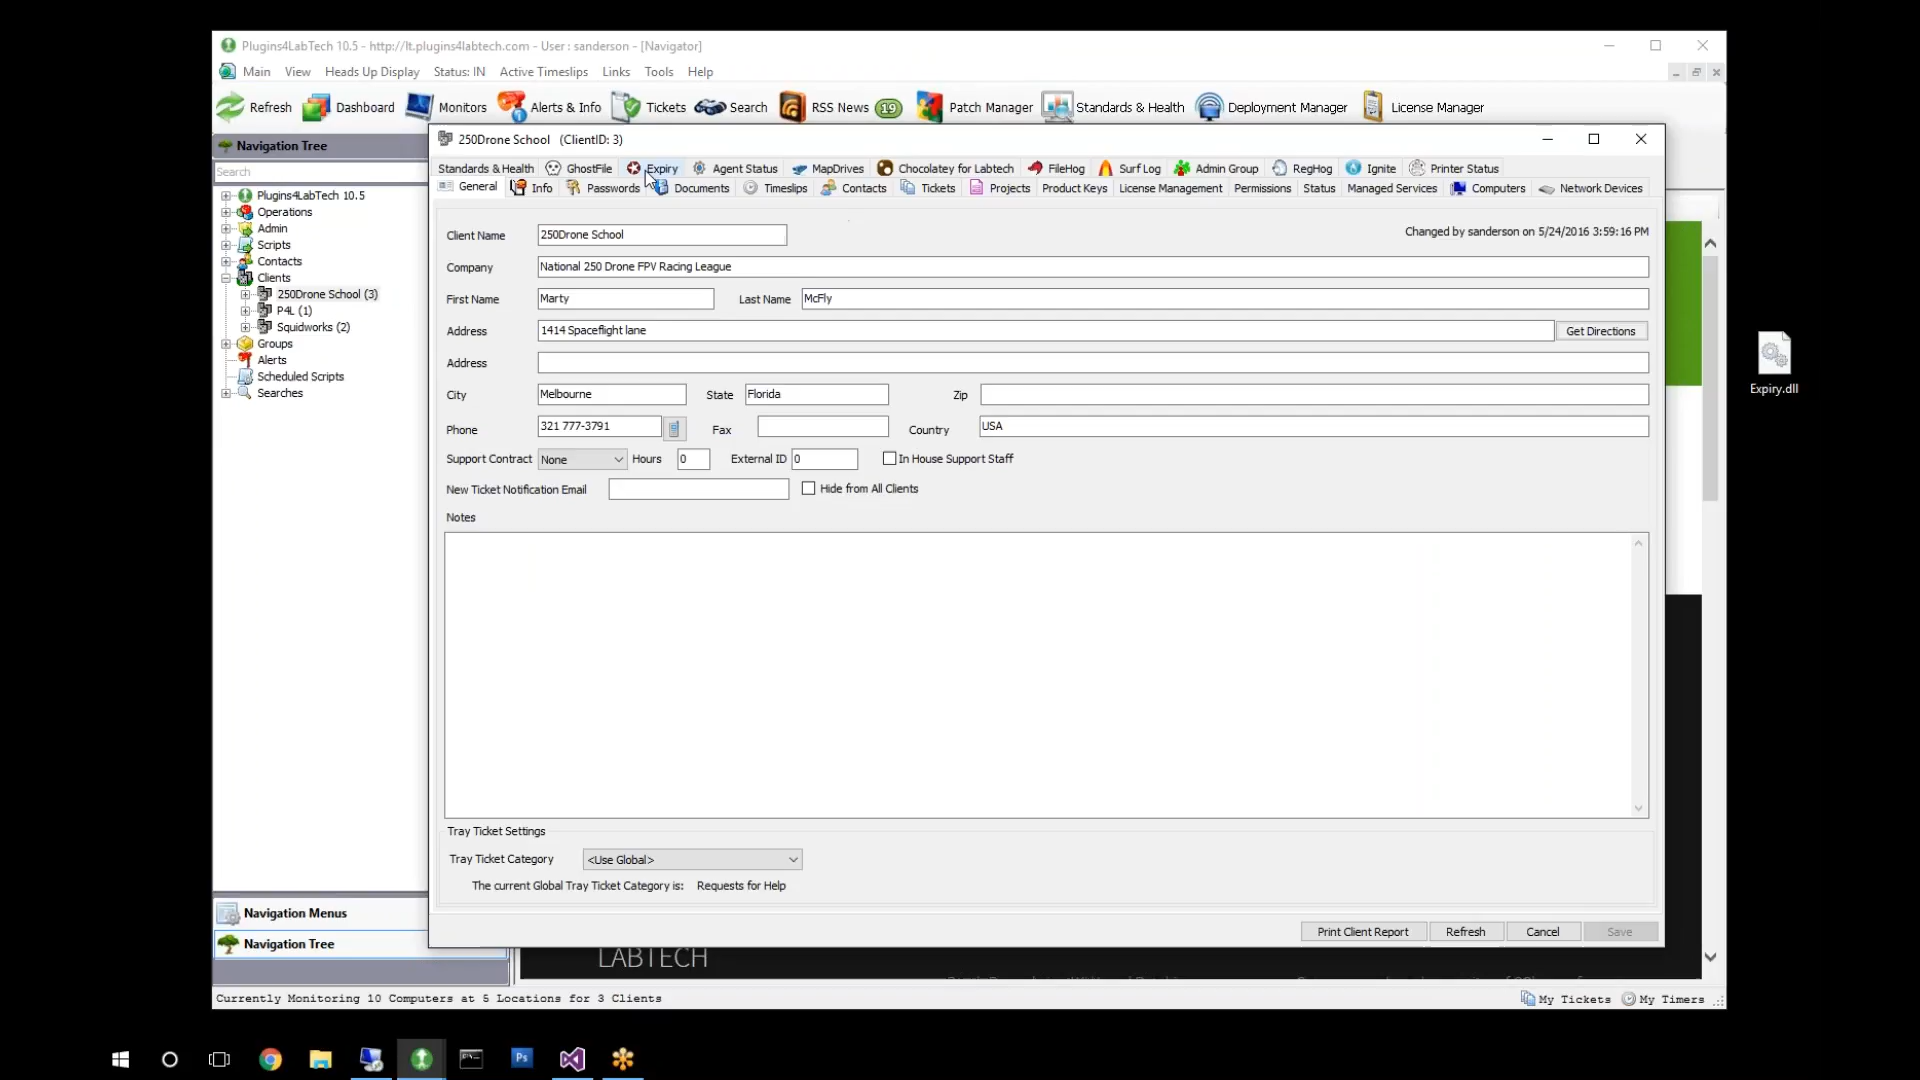 Plugins4LabTech 10.5 - http://lt.plugins4labtech.com - User : sanderson - [Navigator]
Main View Heads Up Display Status: IN Active Timeslips Links Tools Help
Refresh Dashboard Monitors Alerts & Info Tickets Search RSS News 19 Patch Manager Standards & Health Deployment Manager License Manager
Navigation Tree
Search
Plugins4LabTech 10.5
Operations
Admin
Scripts
Contacts
Clients
250Drone School (3)
P4L (1)
Squidworks (2)
Groups
Alerts
Scheduled Scripts
Searches
Navigation Menus
Navigation Tree
250Drone School (ClientID: 3)
Standards & Health GhostFile Expiry Agent Status MapDrives Chocolatey for Labtech FileHog Surf Log Admin Group RegHog Ignite Printer Status
General Info Passwords Documents Timeslips Contacts Tickets Projects Product Keys License Management Permissions Status Managed Services Computers Network Devices
Client Name 250Drone School Changed by sanderson on 5/24/2016 3:59:16 PM
Company National 250 Drone FPV Racing League
First Name Marty Last Name McFly
Address 1414 Spaceflight lane Get Directions
Address
City Melbourne State Florida Zip
Phone 321 777-3791 Fax Country USA
Support Contract None Hours 0 External ID 0 In House Support Staff
New Ticket Notification Email Hide from All Clients
Notes
Tray Ticket Settings
Tray Ticket Category <Use Global>
The current Global Tray Ticket Category is: Requests for Help
Print Client Report Refresh Cancel Save
LABTECH
Currently Monitoring 10 Computers at 5 Locations for 3 Clients My Tickets My Timers
Expiry.dll
Ps